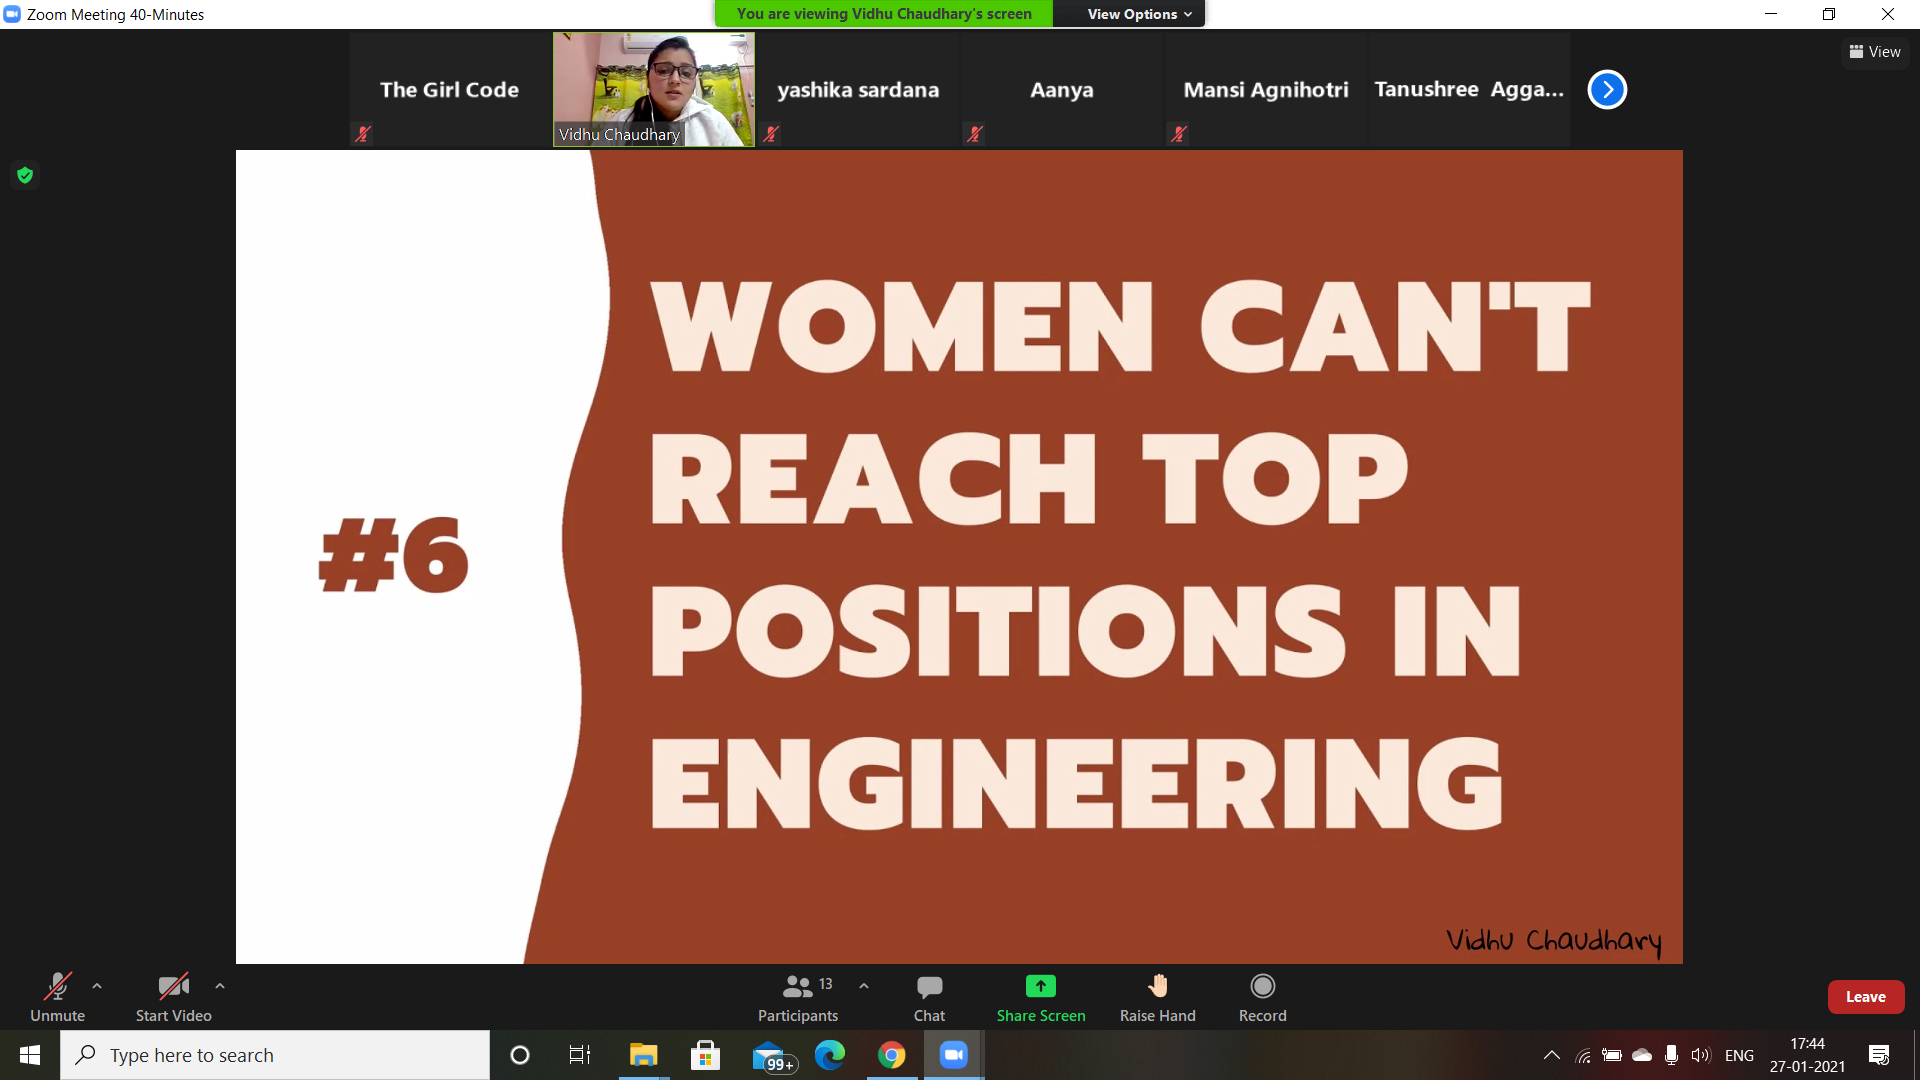 Zoom Meeting 40-Minutes
You are viewing Vidhu Chaudhary's screen
View Options
View
The Girl Code
Vidhu Chaudhary
yashika sardana
Aanya
Mansi Agnihotri
Tanushree Agga...
#6
WOMEN CAN'T
REACH TOP
POSITIONS IN
ENGINEERING
Vidhu Chaudhary
Unmute
Start Video
13
Participants
Chat
Share Screen
Raise Hand
Record
Leave
Type here to search
99+
ENG
17:44
27-01-2021